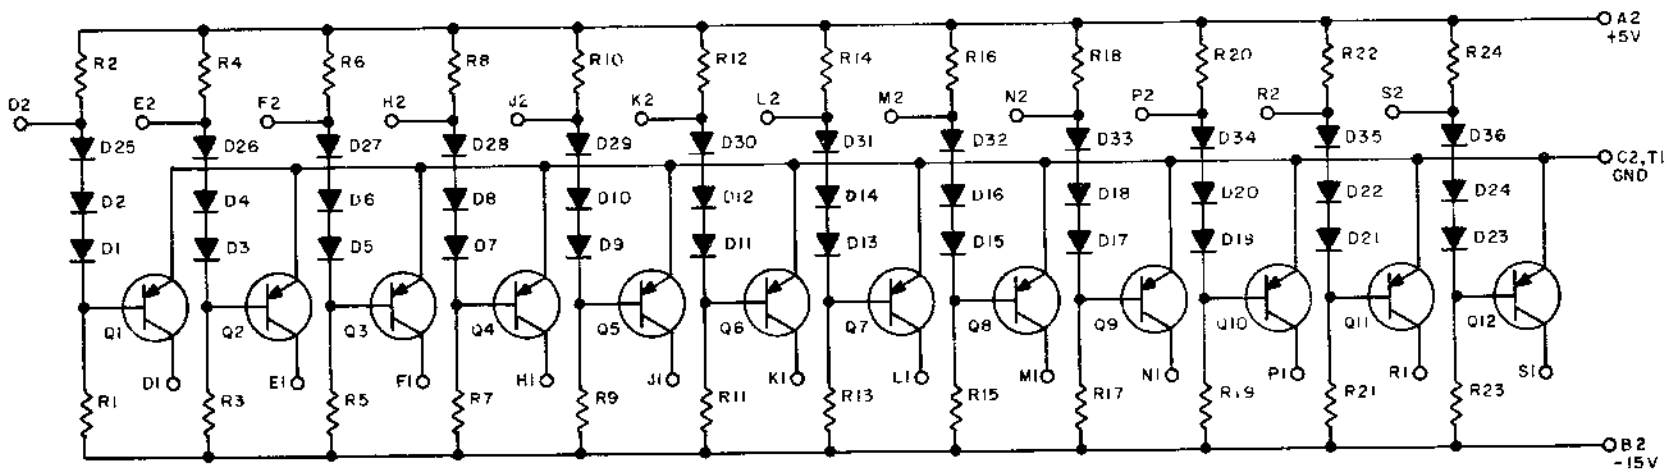 A2
+5V
R2 R4 R6 R8 R10 R12 R14 R16 R18 R20 R22 R24
D2 E2 F2 H2 J2 K2 L2 M2 N2 P2 R2 S2
D25 D26 D27 D28 D29 D30 D31 D32 D33 D34 D35 D36
C2,T1
GND
D2 D4 D6 D8 D10 D12 D14 D16 D18 D20 D22 D24
D1 D3 D5 D7 D9 D11 D13 D15 D17 D19 D21 D23
Q1 Q2 Q3 Q4 Q5 Q6 Q7 Q8 Q9 Q10 Q11 Q12
D1 E1 F1 H1 J1 K1 L1 M1 N1 P1 R1 S1
R1 R3 R5 R7 R9 R11 R13 R15 R17 R19 R21 R23
B2
-15V